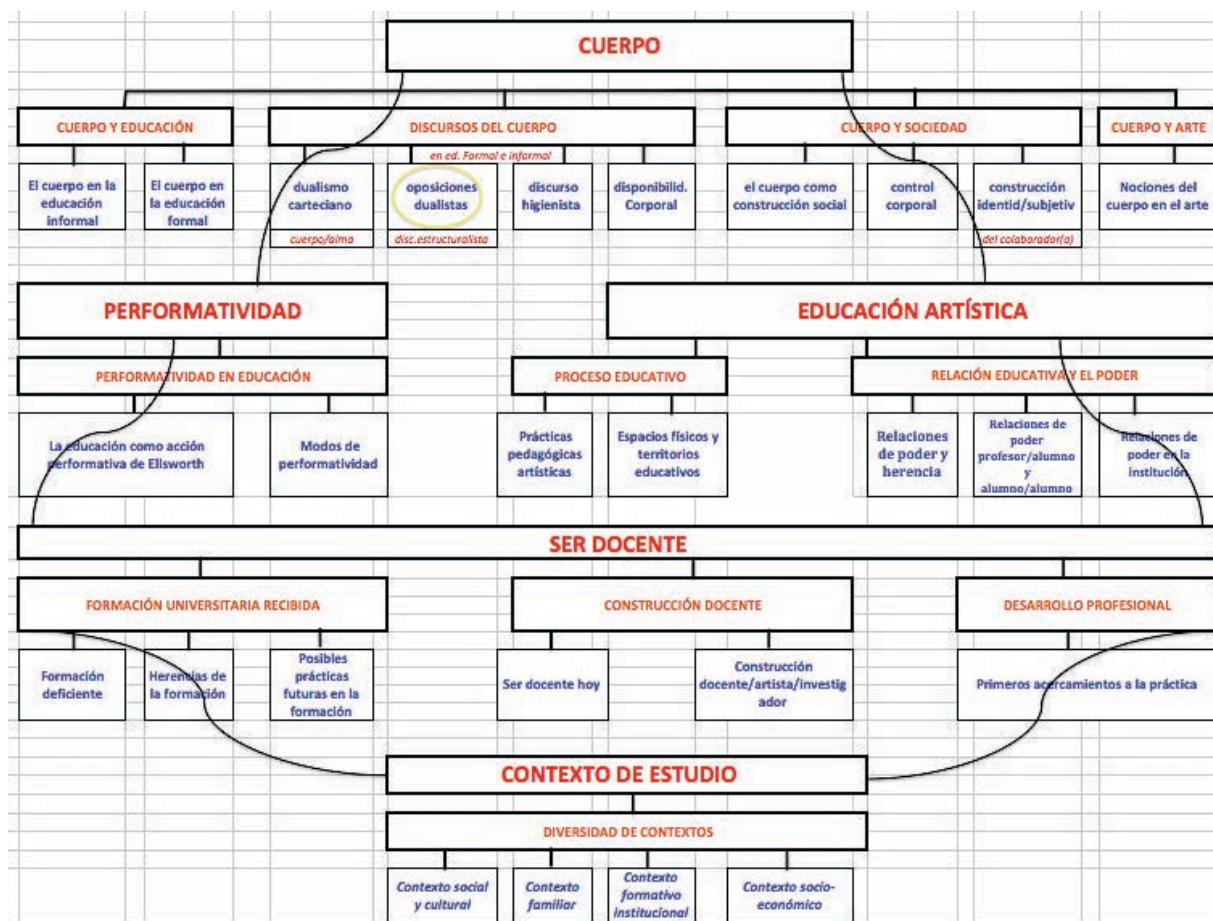 CUERPO
CUERPO Y EDUCACIÓN
DISCURSOS DEL CUERPO
CUERPO Y SOCIEDAD
CUERPO Y ARTE
en ed. Formal e informal
El cuerpo en la
educación
informal
El cuerpo en
la educación
formal
dualismo
carteciano
oposiciones
dualistas
discurso
higienista
disponibilid.
Corporal
el cuerpo como
construcción social
control
corporal
construcción
identid/subjetiv
Nociones del
cuerpo en el arte
cuerpo/alma
disc.estructuralista
del colaborador(a)
PERFORMATIVIDAD
EDUCACIÓN ARTÍSTICA
PERFORMATIVIDAD EN EDUCACIÓN
PROCESO EDUCATIVO
RELACIÓN EDUCATIVA Y EL PODER
La educación como acción
performativa de Ellsworth
Modos de
performatividad
Prácticas
pedagógicas
artísticas
Espacios físicos y
territorios
educativos
Relaciones
de poder y
herencia
Relaciones de
poder
profesor/alumno
y
alumno/alumno
Relaciones de
poder en la
institución
SER DOCENTE
FORMACIÓN UNIVERSITARIA RECIBIDA
CONSTRUCCIÓN DOCENTE
DESARROLLO PROFESIONAL
Formación
deficiente
Herencias de
la formación
Posibles
prácticas
futuras en la
formación
Ser docente hoy
Construcción
docente/artista/investig
ador
Primeros acercamientos a la práctica
CONTEXTO DE ESTUDIO
DIVERSIDAD DE CONTEXTOS
Contexto social
y cultural
Contexto
familiar
Contexto
formativo
institucional
Contexto socio-
económico